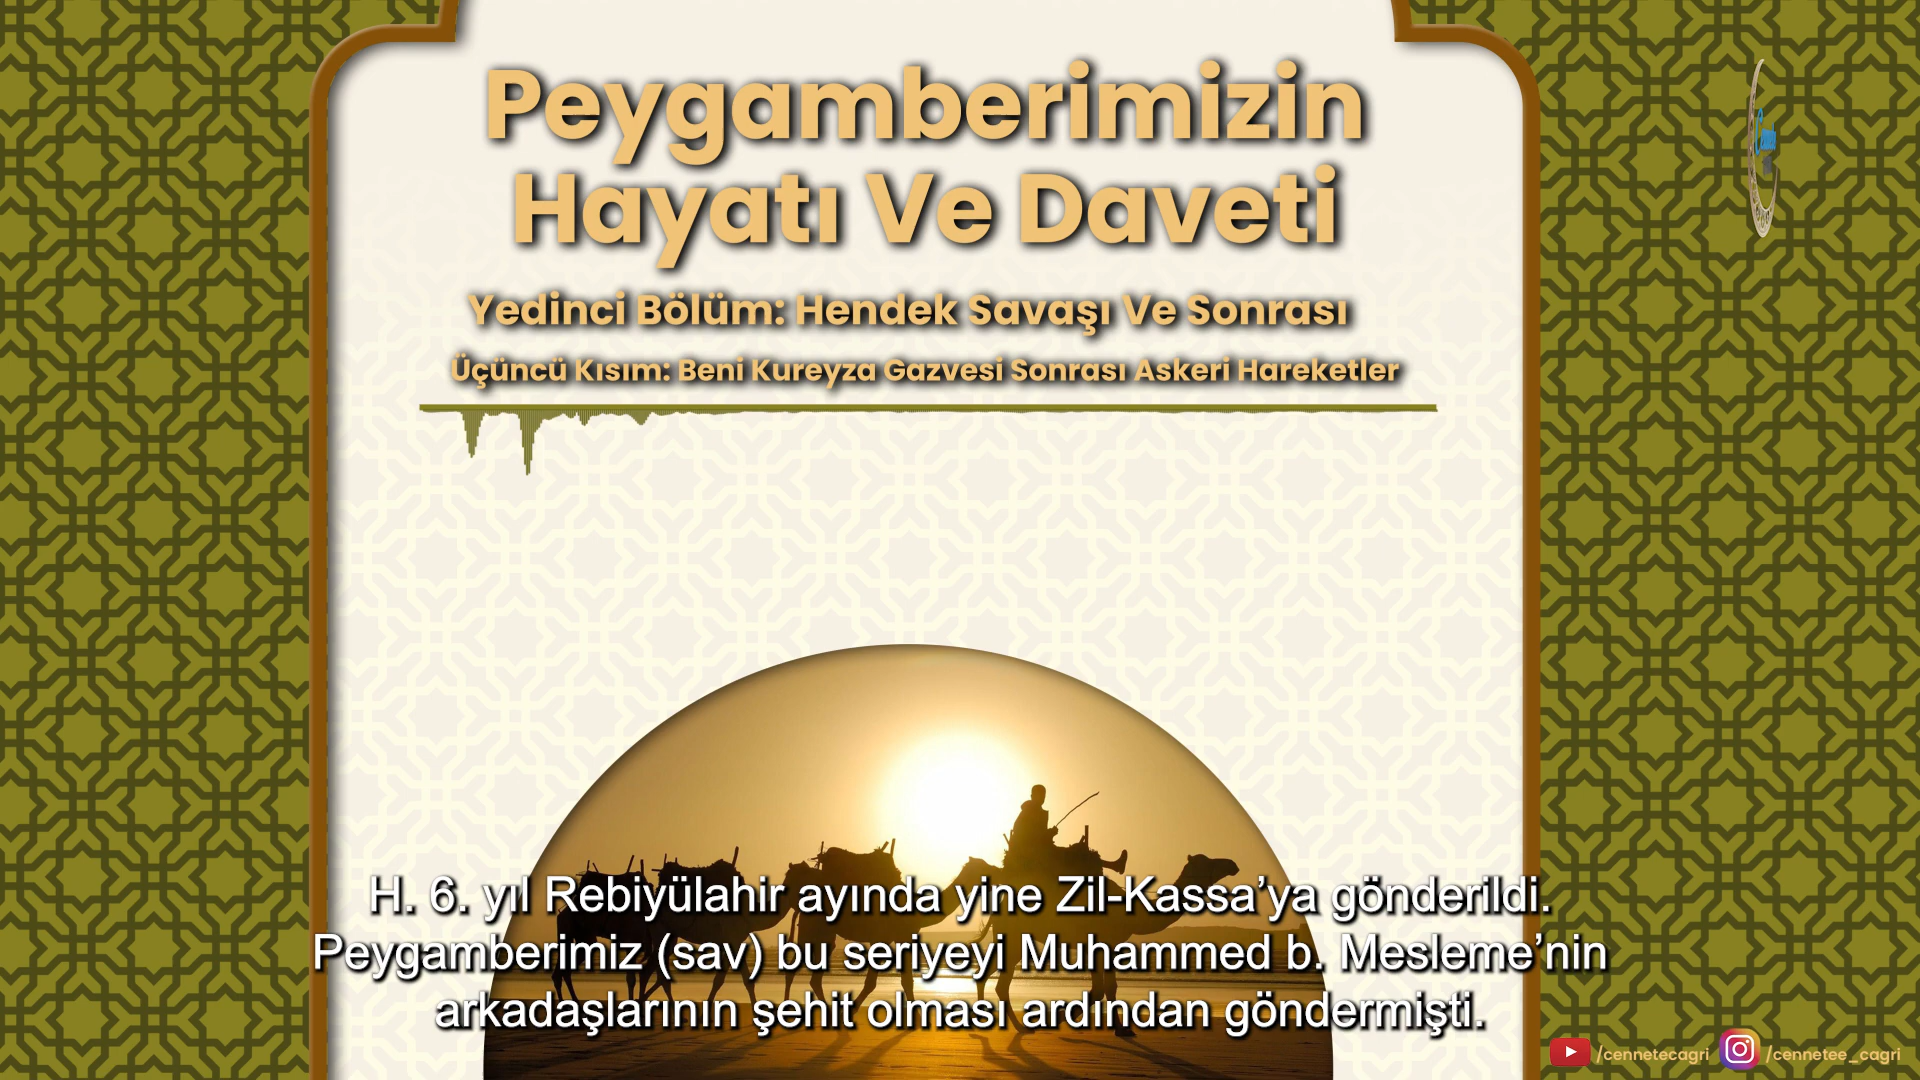 Peygamberimizin
Hayatı Ve Daveti
Yedinci Bölüm: Hendek Savaşı Ve Sonrası
Üçüncü Kısım: Beni Kureyza Gazvesi Sonrası Askeri Hareketler
H. 6. yıl Rebiyülahir ayında yine Zil-Kassa’ya gönderildi.
Peygamberimiz (sav) bu seriyeyi Muhammed b. Mesleme’nin
arkadaşlarının şehit olması ardından göndermişti.
/cennetecagri /cennetee_cagri